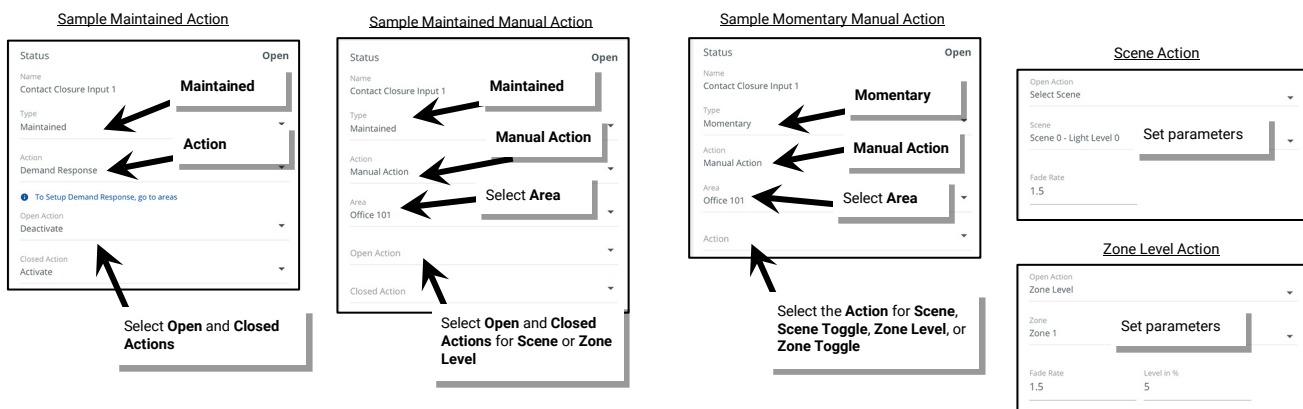 Sample Maintained Action
Status Open
Name
Contact Closure Input 1
Maintained
Type
Maintained
Action
Action
Demand Response
To Setup Demand Response, go to areas
Open Action
Deactivate
Closed Action
Activate
Select Open and Closed
Actions
Sample Maintained Manual Action
Status Open
Name
Contact Closure Input 1
Maintained
Type
Maintained
Manual Action
Action
Manual Action
Select Area
Area
Office 101
Open Action
Closed Action
Select Open and Closed
Actions for Scene or Zone
Level
Sample Momentary Manual Action
Status Open
Name
Contact Closure Input 1
Momentary
Type
Momentary
Manual Action
Action
Manual Action
Select Area
Area
Office 101
Action
Select the Action for Scene,
Scene Toggle, Zone Level, or
Zone Toggle
Scene Action
Open Action
Select Scene
Scene
Scene 0 - Light Level 0
Set parameters
Fade Rate
1.5
Zone Level Action
Open Action
Zone Level
Zone
Zone 1
Set parameters
Fade Rate Level in %
1.5 5